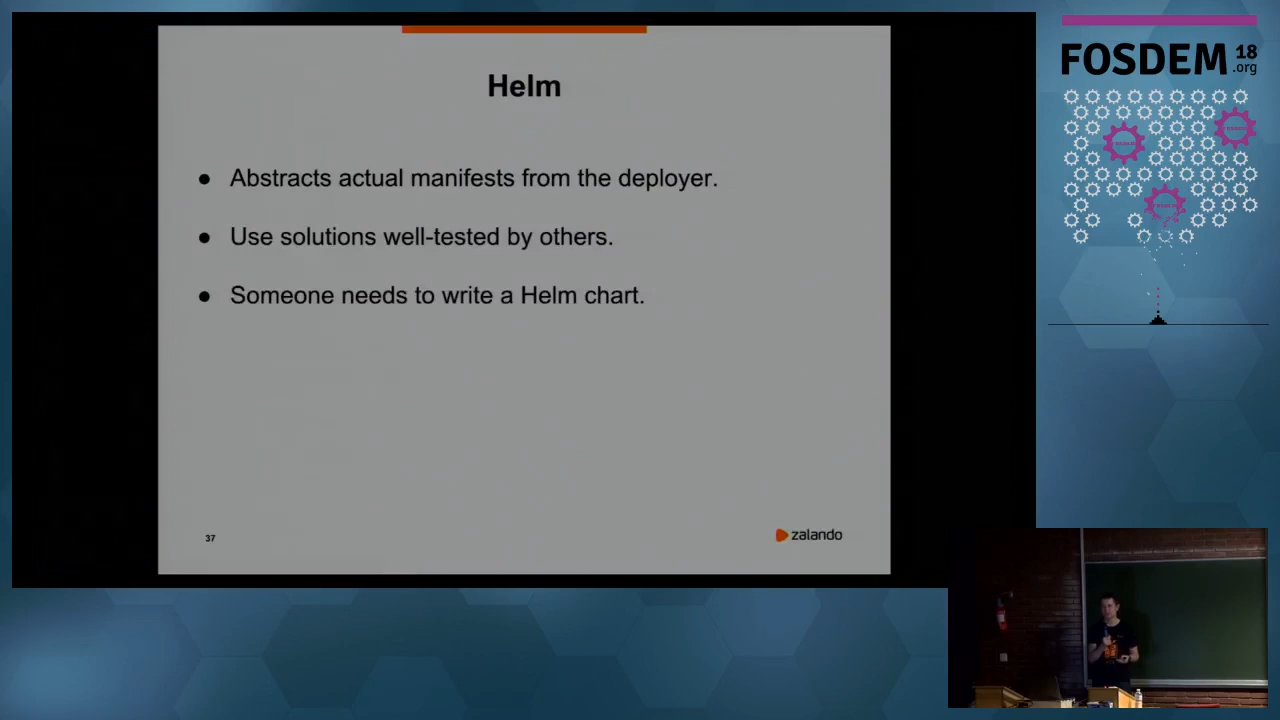 Helm
● Abstracts actual manifests from the deployer.
● Use solutions well-tested by others.
● Someone needs to write a Helm chart.
37
zalando
FOSDEM 18
.org